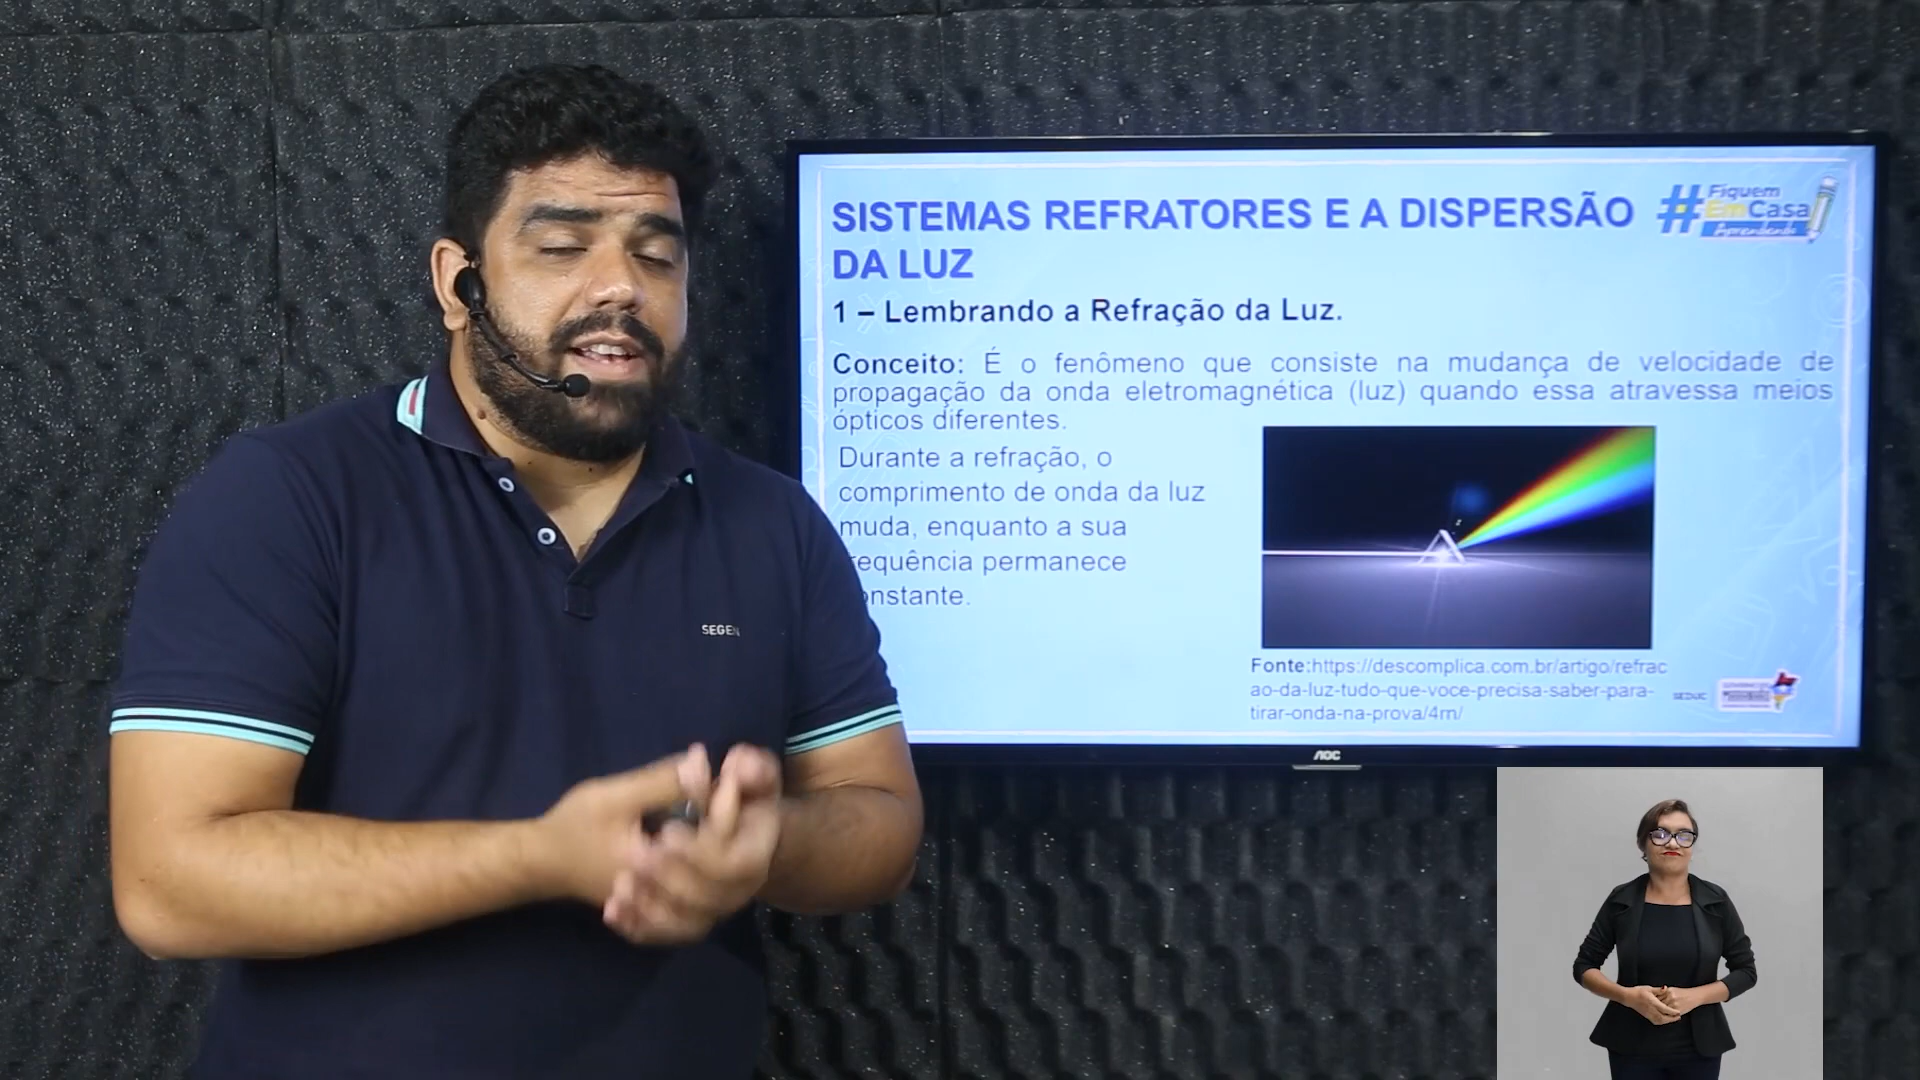 SISTEMAS REFRATORES E A DISPERSÃO
DA LUZ
#Fiquem
EmCasa
Aprendendo
1 – Lembrando a Refração da Luz.
Conceito: É o fenômeno que consiste na mudança de velocidade de
propagação da onda eletromagnética (luz) quando essa atravessa meios
ópticos diferentes.
Durante a refração, o
comprimento de onda da luz
muda, enquanto a sua
requência permanece
onstante.
Fonte:https://descomplica.com.br/artigo/refrac
ao-da-luz-tudo-que-voce-precisa-saber-para-
tirar-onda-na-prova/4rn/
SEDUC
AOC
SEGEN